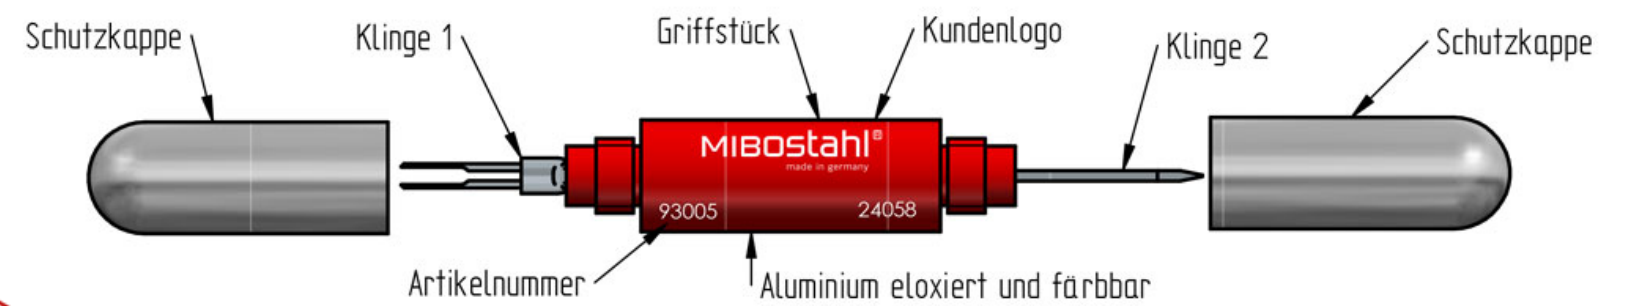 Schutzkappe
Klinge 1
Griffstück
Kundenlogo
Klinge 2
Schutzkappe
MIBOstahl®
made in germany
93005
24058
Artikelnummer
Aluminium eloxiert und färbbar